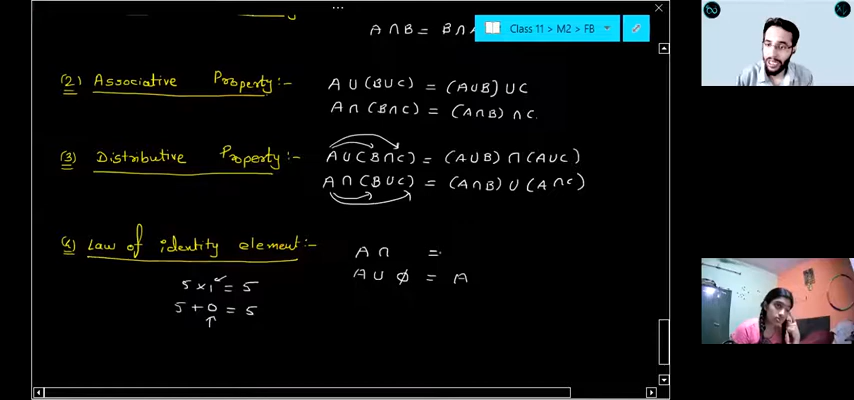 A ∩ B = B ∩
Class 11 > M2 > FB
(2) Associative Property :- A ∪ (B ∪ C) = (A ∪ B) ∪ C
A ∩ (B ∩ C) = (A ∩ B) ∩ C.
(3) Distributive Property :- A ∪ (B ∩ C) = (A ∪ B) ∩ (A ∪ C)
A ∩ (B ∪ C) = (A ∩ B) ∪ (A ∩ C)
(4) Law of identity element :- A ∩ =
A ∪ ϕ = A
5 × 1 = 5
5 + 0 = 5